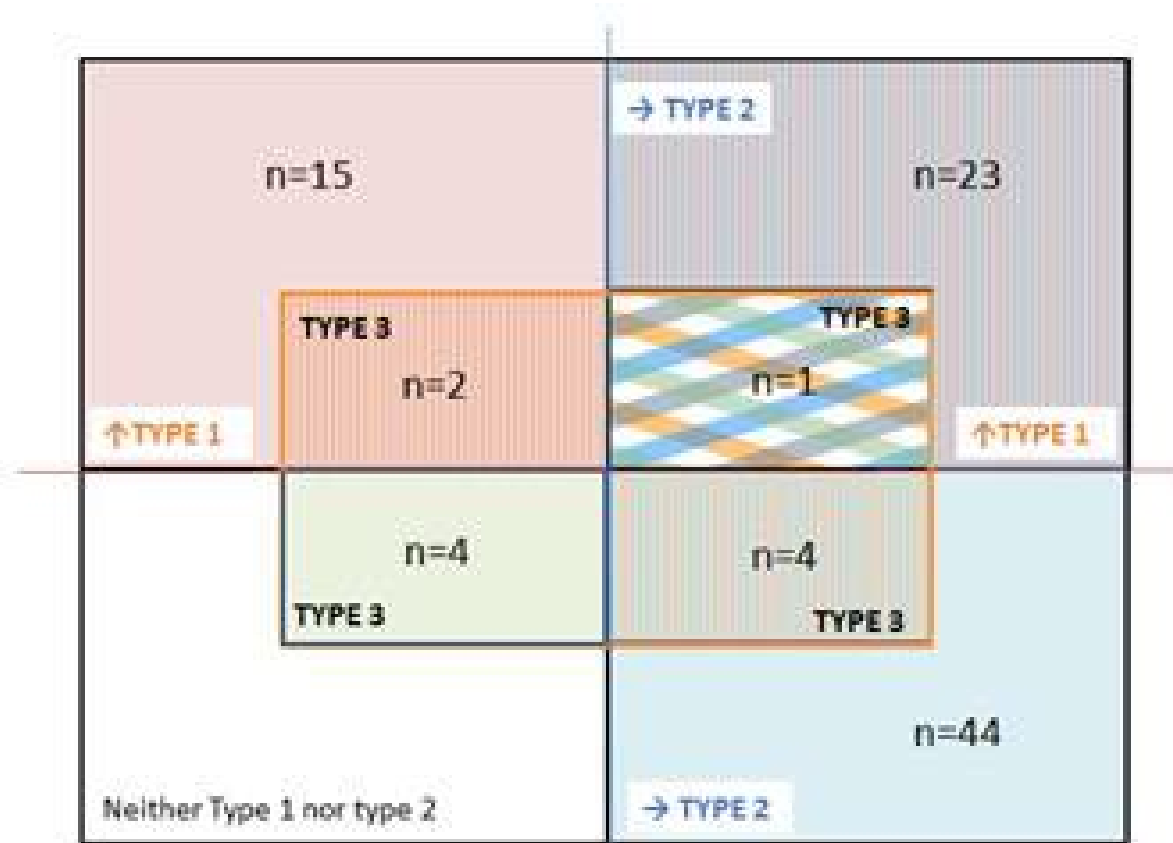 → TYPE 2
n=15
n=23
TYPE 3
TYPE 3
n=2
n=1
↑TYPE 1
↑TYPE 1
n=4
n=4
TYPE 3
TYPE 3
n=44
Neither Type 1 nor type 2
→ TYPE 2